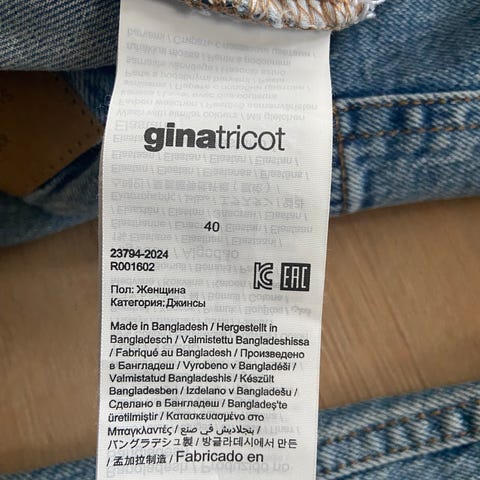 ginatricot
40
23794-2024
R001602
EAC
Пол: Женщина
Категория:Джинсы
Made in Bangladesh / Hergestellt in
Bangladesch / Valmistettu Bangladeshissa
/ Fabriqué au Bangladesh / Произведено
в Бангладеш / Vyrobeno v Bangladéši /
Valmistatud Bangladeshis / Készült
Bangladesben / Izdelano v Bangladešu /
Сделано в Бангладеш / Bangladeş'te
üretilmiştir / Κατασκευασμένο στο
Μπαγκλαντές / صنع في بنجلاديش /
/ バングラデシュ製 / 방글라데시에서 만든
/ 孟加拉制造 / Fabricado en